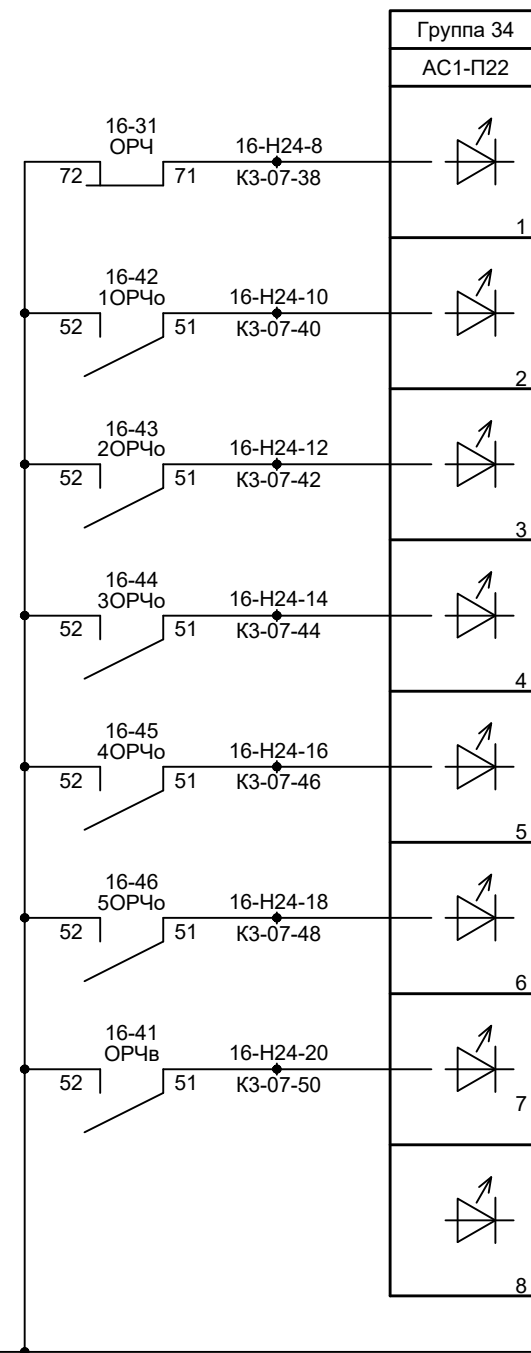 Группа 34
АС1-П22
16-31
ОРЧ
72
71
16-Н24-8
К3-07-38
1
16-42
1ОРЧо
52
51
16-Н24-10
К3-07-40
2
16-43
2ОРЧо
52
51
16-Н24-12
К3-07-42
3
16-44
3ОРЧо
52
51
16-Н24-14
К3-07-44
4
16-45
4ОРЧо
52
51
16-Н24-16
К3-07-46
5
16-46
5ОРЧо
52
51
16-Н24-18
К3-07-48
6
16-41
ОРЧв
52
51
16-Н24-20
К3-07-50
7
8